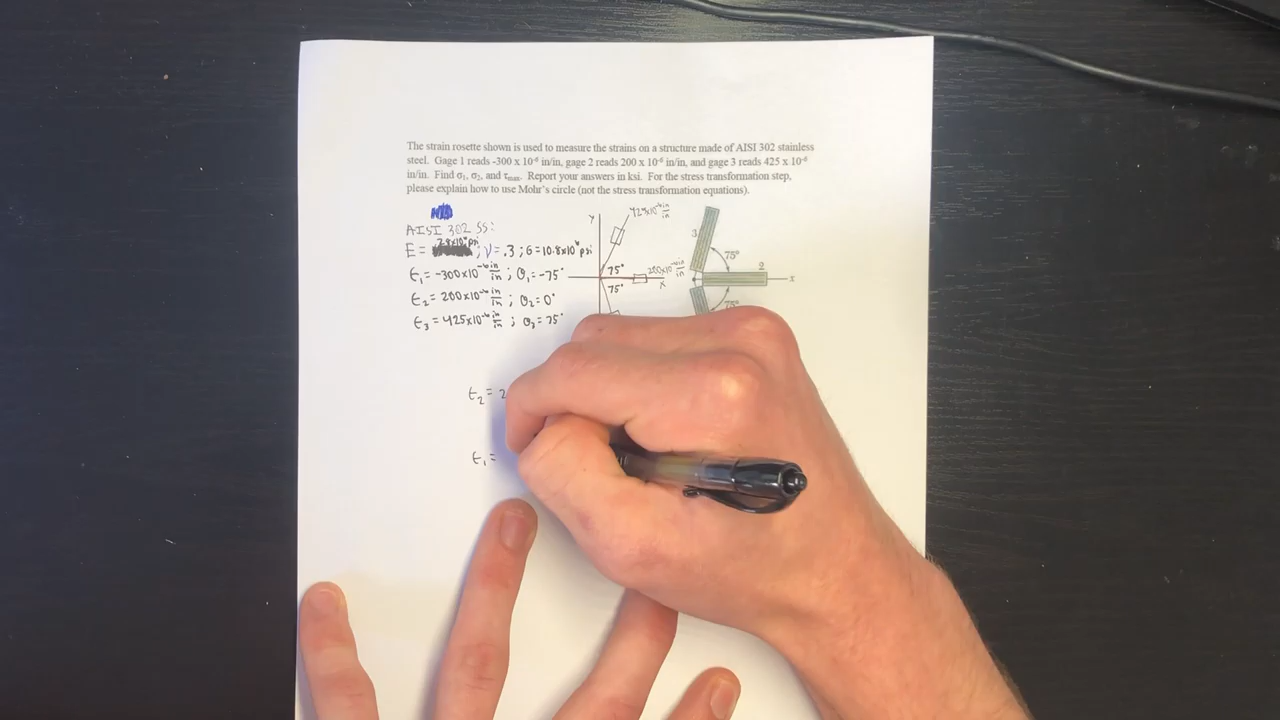 The strain rosette shown is used to measure the strains on a structure made of AISI 302 stainless
steel. Gage 1 reads -300 x 10⁻⁶ in/in, gage 2 reads 200 x 10⁻⁶ in/in, and gage 3 reads 425 x 10⁻⁶
in/in. Find σ₁, σ₂, and τₘₐₓ. Report your answers in ksi. For the stress transformation step,
please explain how to use Mohr's circle (not the stress transformation equations).
AISI 302 SS:
E = 28x10⁶psi ; ν = .3 ; G = 10.8x10⁶psi
ϵ₁ = -300x10⁻⁶ in/in ; θ₁ = -75°
ϵ₂ = 200x10⁻⁶ in/in ; θ₂ = 0°
ϵ₃ = 425x10⁻⁶ in/in ; θ₃ = 75°
y
425x10⁻⁶ in/in
75°
200x10⁻⁶ in/in
x
75°
3
75°
2
x
75°
ϵ₂ = 2
ϵ₁ =